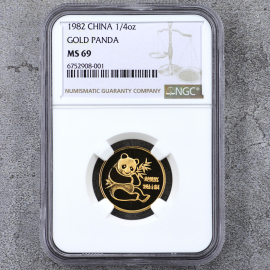 1982 CHINA 1/4oz
GOLD PANDA
MS 69
6752908-001
NUMISMATIC GUARANTY COMPANY
NGC